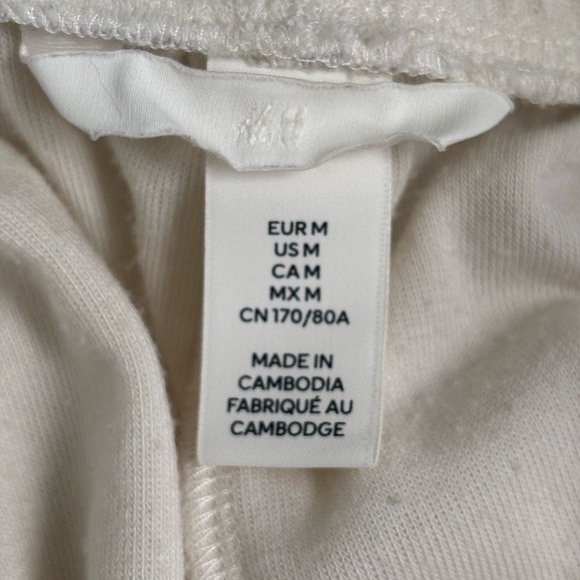 H&M
EUR M
US M
CA M
MX M
CN 170/80A
MADE IN
CAMBODIA
FABRIQUÉ AU
CAMBODGE